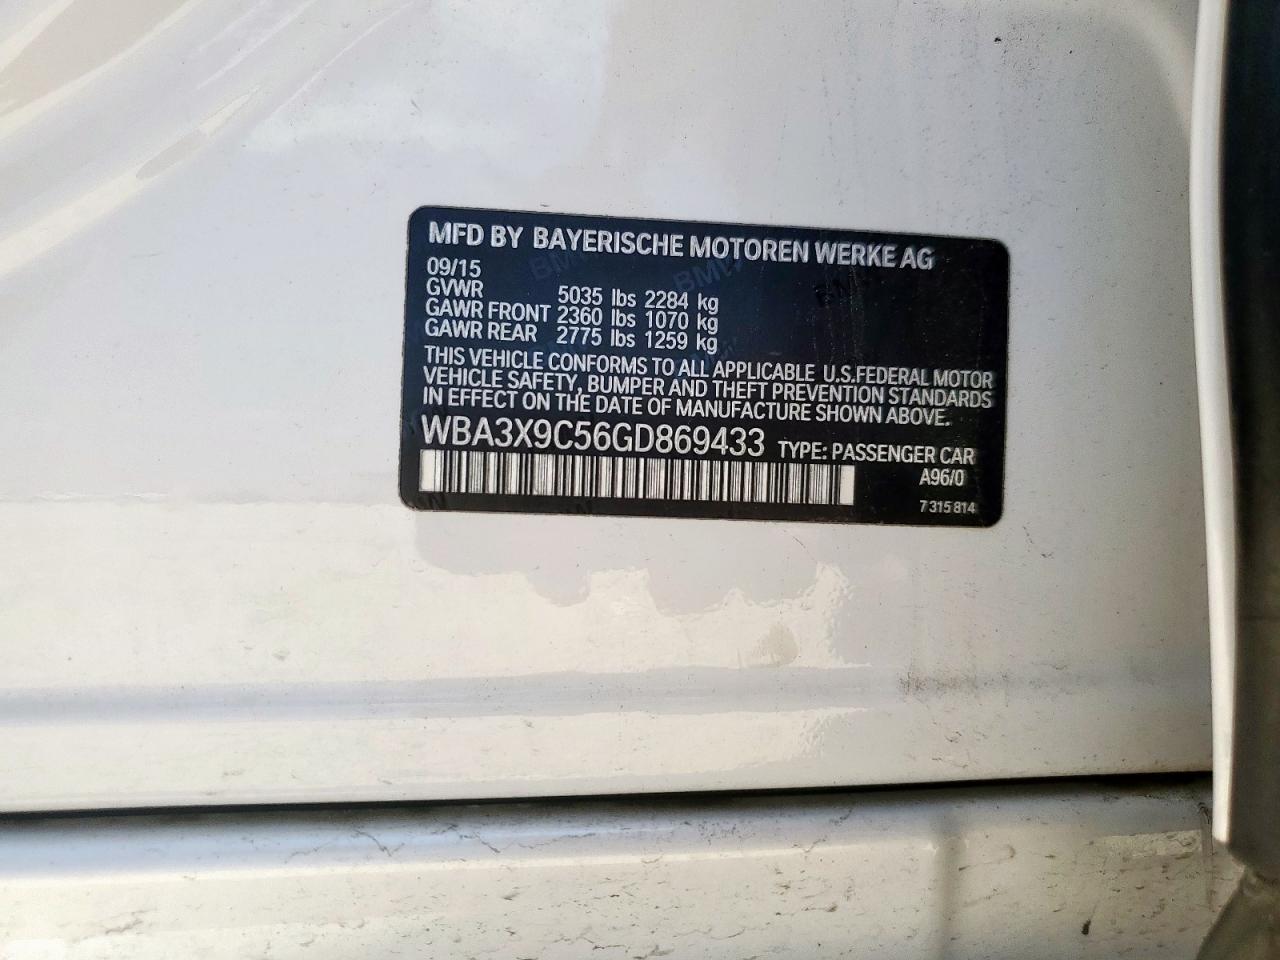 MFD BY BAYERISCHE MOTOREN WERKE AG
09/15
GVWR 5035 lbs 2284 kg
GAWR FRONT 2360 lbs 1070 kg
GAWR REAR 2775 lbs 1259 kg
THIS VEHICLE CONFORMS TO ALL APPLICABLE U.S.FEDERAL MOTOR
VEHICLE SAFETY, BUMPER AND THEFT PREVENTION STANDARDS
IN EFFECT ON THE DATE OF MANUFACTURE SHOWN ABOVE.
WBA3X9C56GD869433 TYPE: PASSENGER CAR
A96/0
7 315 814